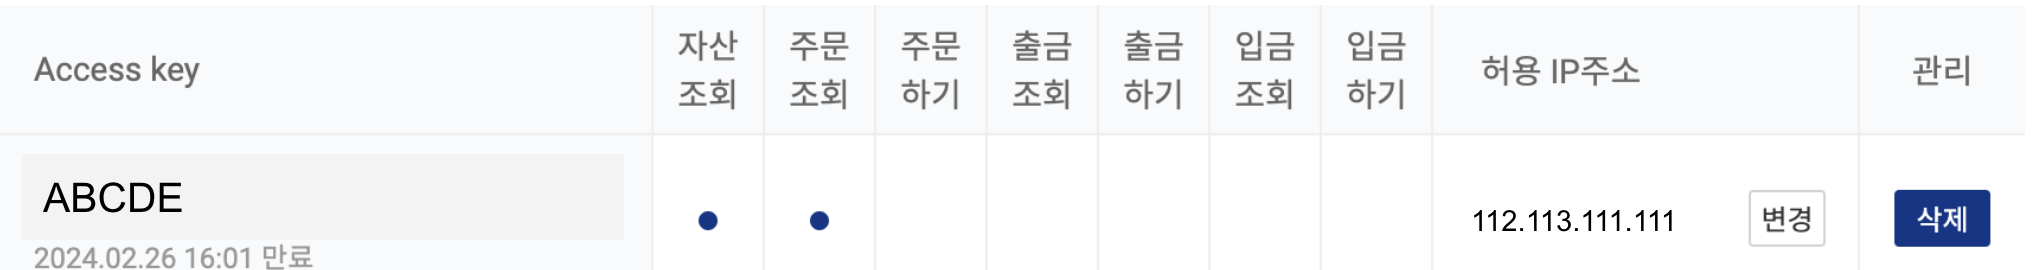 Access key
자산 조회
주문 조회
주문 하기
출금 조회
출금 하기
입금 조회
입금 하기
허용 IP주소
관리
ABCDE
2024.02.26 16:01 만료
112.113.111.111
변경
삭제